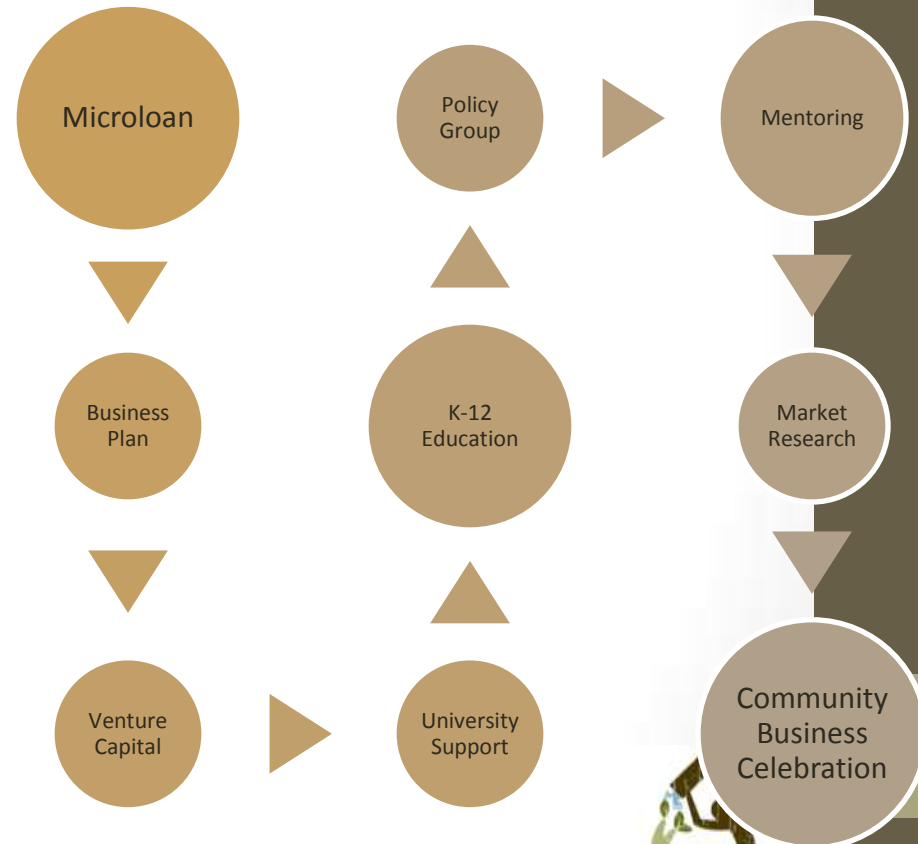 Microloan
Business
Plan
Venture
Capital
University
Support
K-12
Education
Policy
Group
Mentoring
Market
Research
Community
Business
Celebration